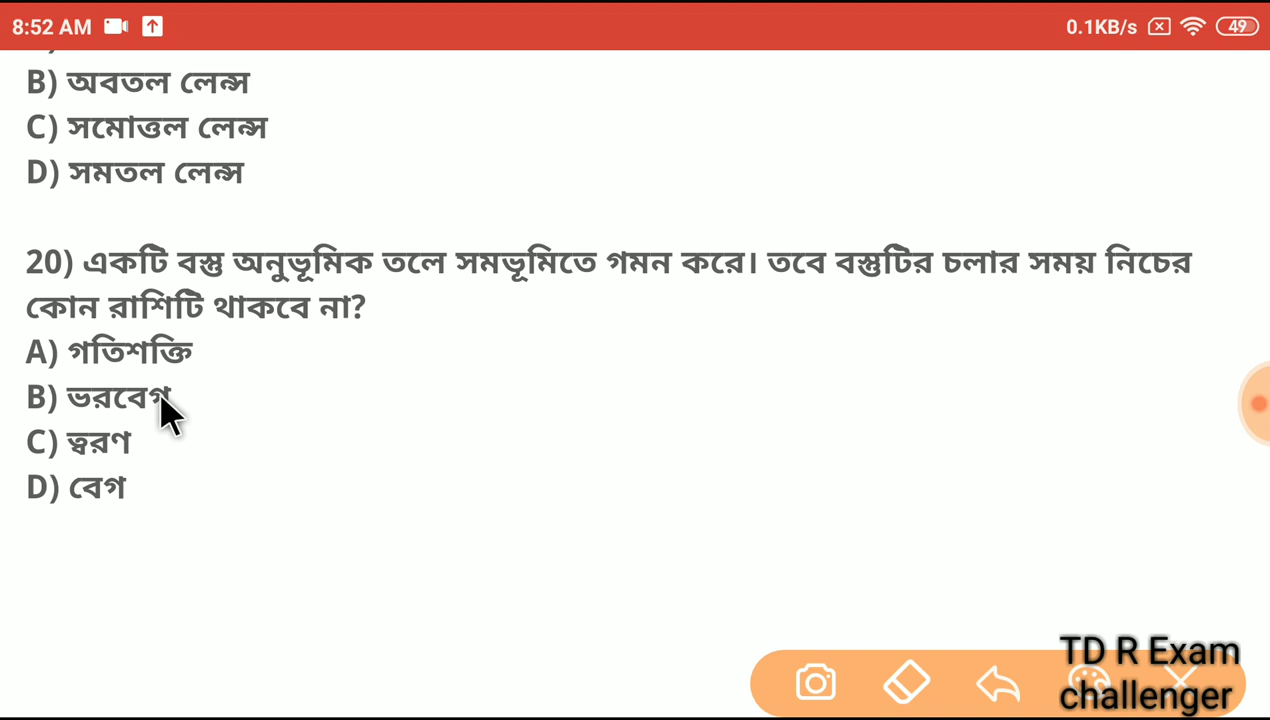 8:52 AM
0.1KB/s
49
B) অবতল লেন্স
C) সমোত্তল লেন্স
D) সমতল লেন্স
20) একটি বস্তু অনুভূমিক তলে সমভূমিতে গমন করে। তবে বস্তুটির চলার সময় নিচের
কোন রাশিটি থাকবে না?
A) গতিশক্তি
B) ভরবেগ
C) ত্বরণ
D) বেগ
TD R Exam
challenger